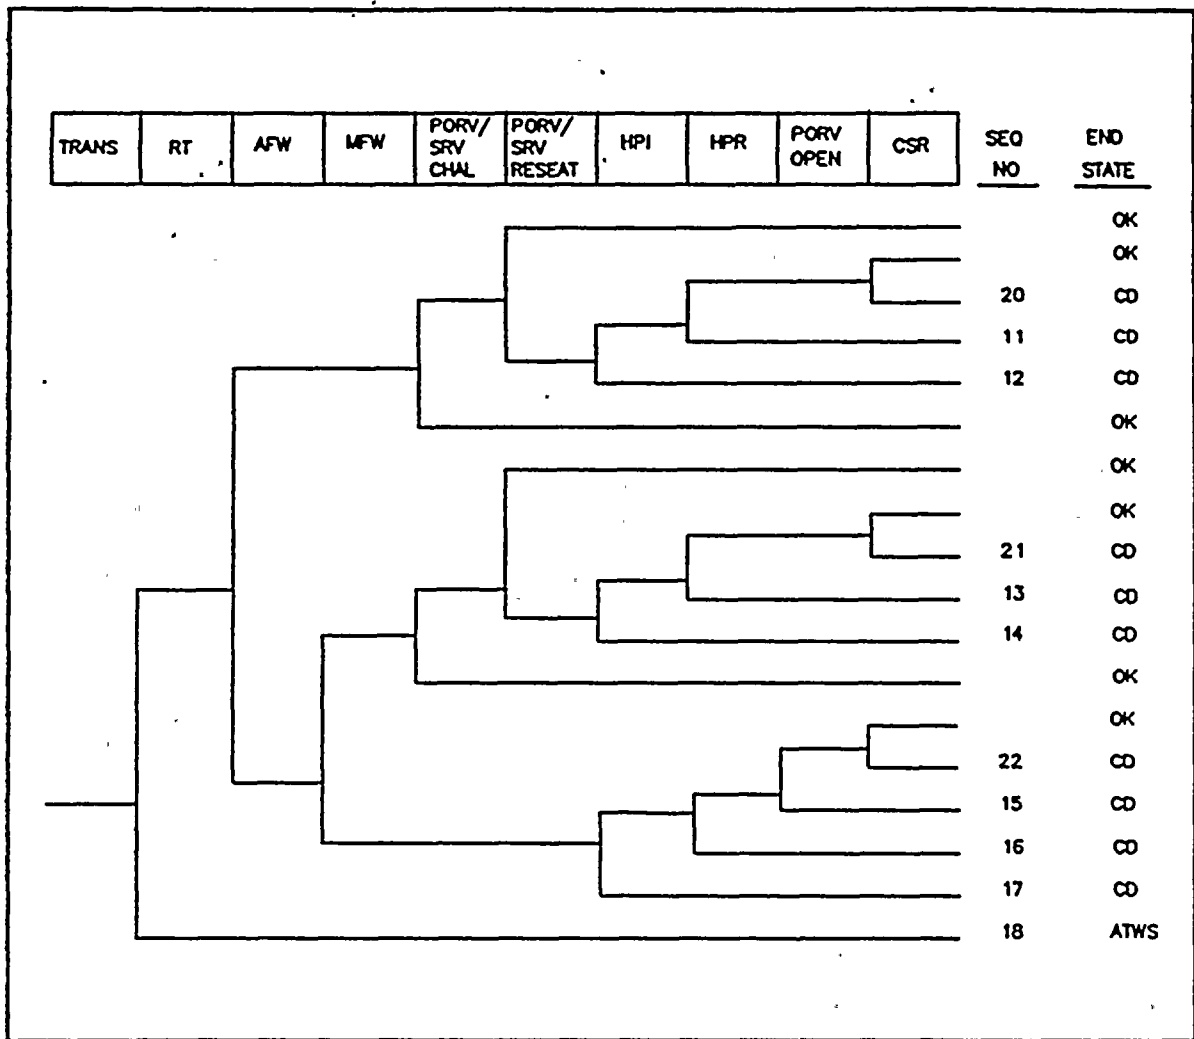 TRANS RT AFW MFW PORV/ SRV CHAL PORV/ SRV RESEAT HPI HPR PORV OPEN CSR SEQ NO END STATE
OK
OK
20 CD
11 CD
12 CD
OK
OK
OK
21 CD
13 CD
14 CD
OK
OK
22 CD
15 CD
16 CD
17 CD
18 ATWS